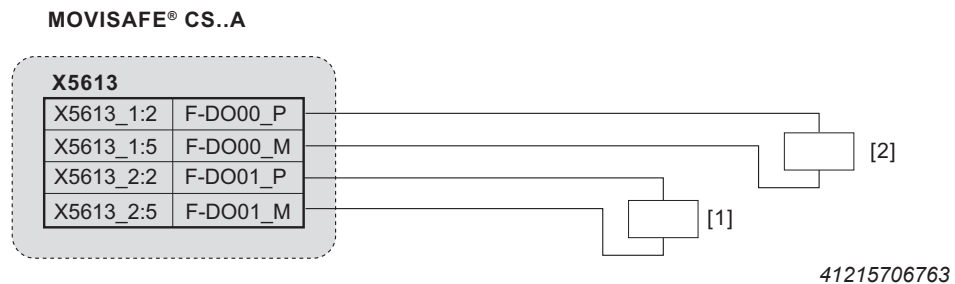 MOVISAFE® CS..A
X5613
X5613_1:2 F-DO00_P
X5613_1:5 F-DO00_M
[2]
X5613_2:2 F-DO01_P
X5613_2:5 F-DO01_M
[1]
41215706763